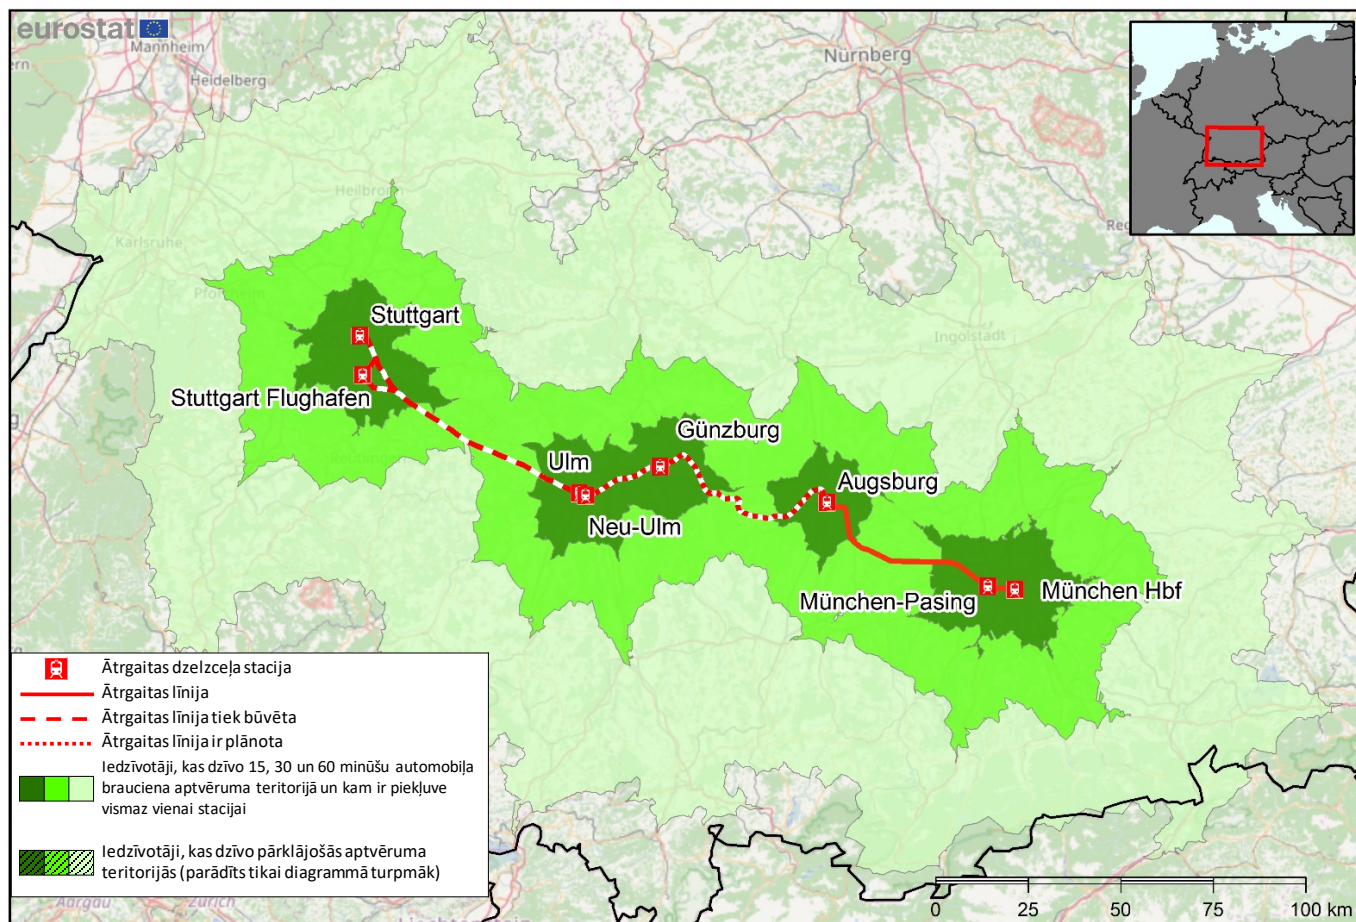 eurostat
Mannheim
Heidelberg
Nürnberg
Heilbronn
Karlsruhe
Pforzheim
Ingolstadt
Reutlingen
Stuttgart
Stuttgart Flughafen
Günzburg
Ulm
Neu-Ulm
Augsburg
München-Pasing
München Hbf
Ātrgaitas dzelzceļa stacija
Ātrgaitas līnija
Ātrgaitas līnija tiek būvēta
Ātrgaitas līnija ir plānota
Iedzīvotāji, kas dzīvo 15, 30 un 60 minūšu automobiļa
brauciena aptvēruma teritorijā un kam ir piekļuve
vismaz vienai stacijai
Iedzīvotāji, kas dzīvo pārklājošās aptvēruma
teritorijās (parādīts tikai diagrammā turpmāk)
Aargau
Zürich
0 25 50 75 100 km